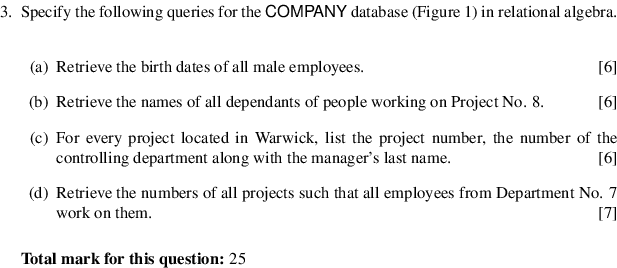 3. Specify the following queries for the COMPANY database (Figure 1) in relational algebra.
(a) Retrieve the birth dates of all male employees. [6]
(b) Retrieve the names of all dependants of people working on Project No. 8. [6]
(c) For every project located in Warwick, list the project number, the number of the
controlling department along with the manager's last name. [6]
(d) Retrieve the numbers of all projects such that all employees from Department No. 7
work on them. [7]
Total mark for this question: 25